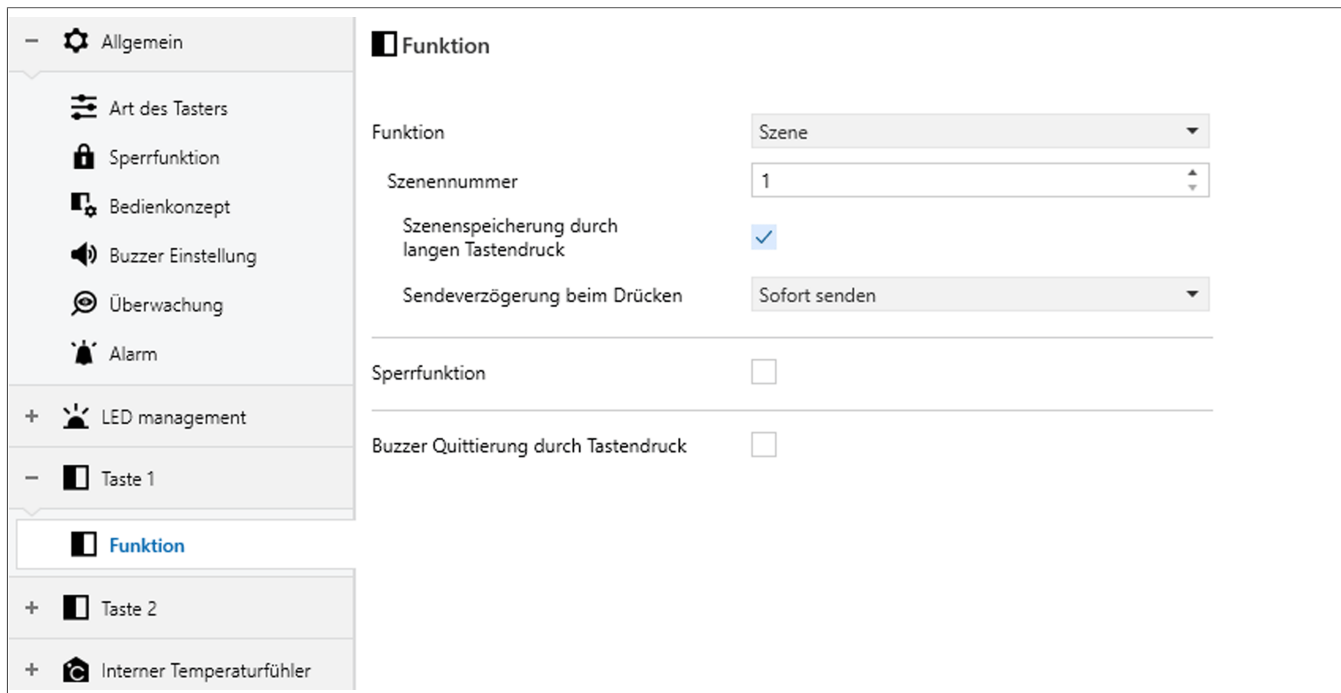 Allgemein
Art des Tasters
Sperrfunktion
Bedienkonzept
Buzzer Einstellung
Überwachung
Alarm
LED management
Taste 1
Funktion
Taste 2
Interner Temperaturfühler
Funktion
Funktion
Szene
Szenennummer
1
Szenenspeicherung durch
langen Tastendruck
Sendeverzögerung beim Drücken
Sofort senden
Sperrfunktion
Buzzer Quittierung durch Tastendruck